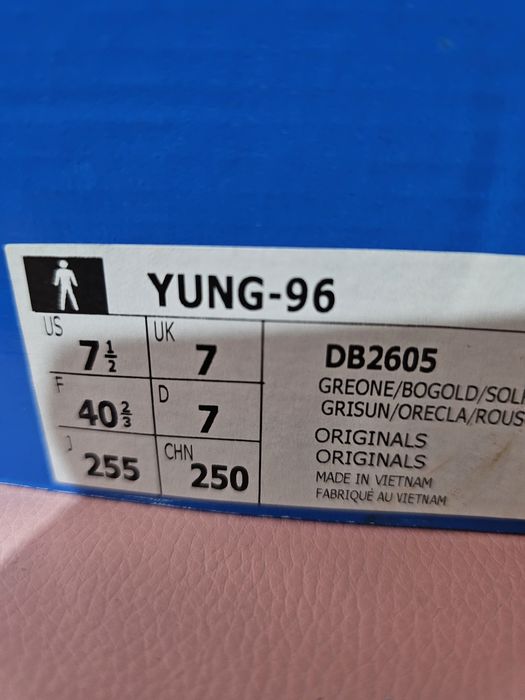 YUNG-96
US 7½ UK 7
F 40⅔ D 7
J 255 CHN 250
DB2605
GREONE/BOGOLD/SOLR
GRISUN/ORECLA/ROUS
ORIGINALS
ORIGINALS
MADE IN VIETNAM
FABRIQUÉ AU VIETNAM